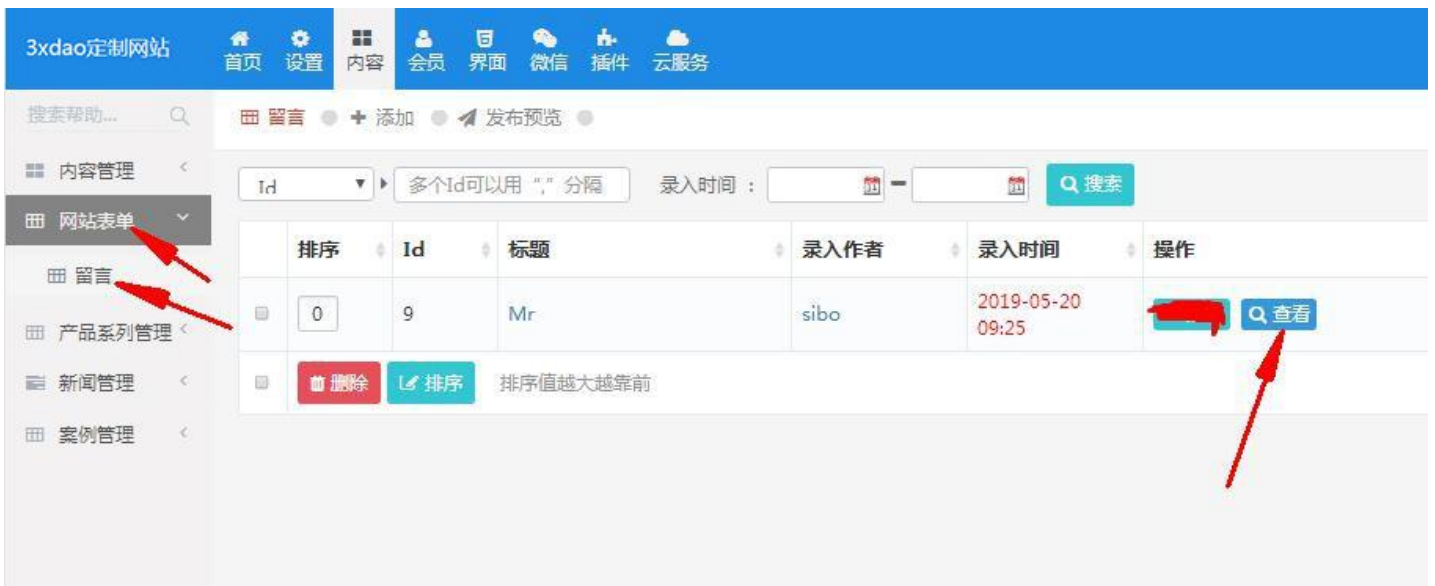 3xdao定制网站
首页 设置 内容 会员 界面 微信 插件 云服务
搜索帮助...
留言 添加 发布预览
内容管理
Id 多个Id可以用 "," 分隔 录入时间 : 搜索
网站表单
排序 Id 标题 录入作者 录入时间 操作
留言
0 9 Mr sibo 2019-05-20 09:25 查看
产品系列管理
新闻管理
删除 排序 排序值越大越靠前
案例管理